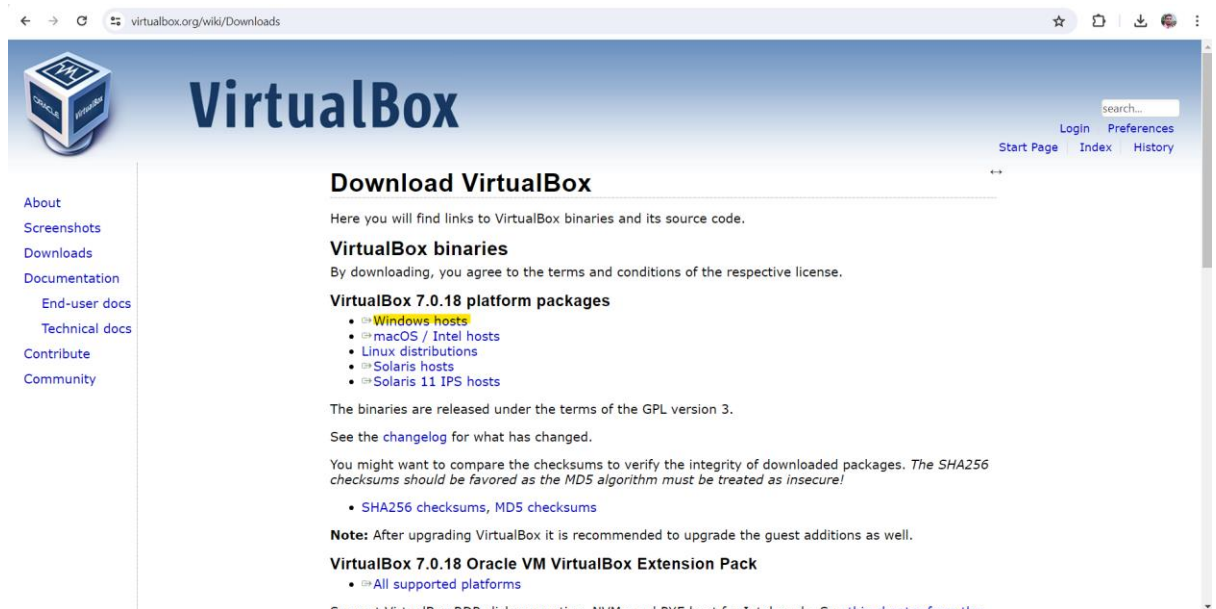 virtualbox.org/wiki/Downloads
VirtualBox
search...
Login Preferences
Start Page Index History
About
Screenshots
Downloads
Documentation
End-user docs
Technical docs
Contribute
Community
Download VirtualBox
Here you will find links to VirtualBox binaries and its source code.
VirtualBox binaries
By downloading, you agree to the terms and conditions of the respective license.
VirtualBox 7.0.18 platform packages
• Windows hosts
• macOS / Intel hosts
• Linux distributions
• Solaris hosts
• Solaris 11 IPS hosts
The binaries are released under the terms of the GPL version 3.
See the changelog for what has changed.
You might want to compare the checksums to verify the integrity of downloaded packages. The SHA256
checksums should be favored as the MD5 algorithm must be treated as insecure!
• SHA256 checksums, MD5 checksums
Note: After upgrading VirtualBox it is recommended to upgrade the guest additions as well.
VirtualBox 7.0.18 Oracle VM VirtualBox Extension Pack
• All supported platforms